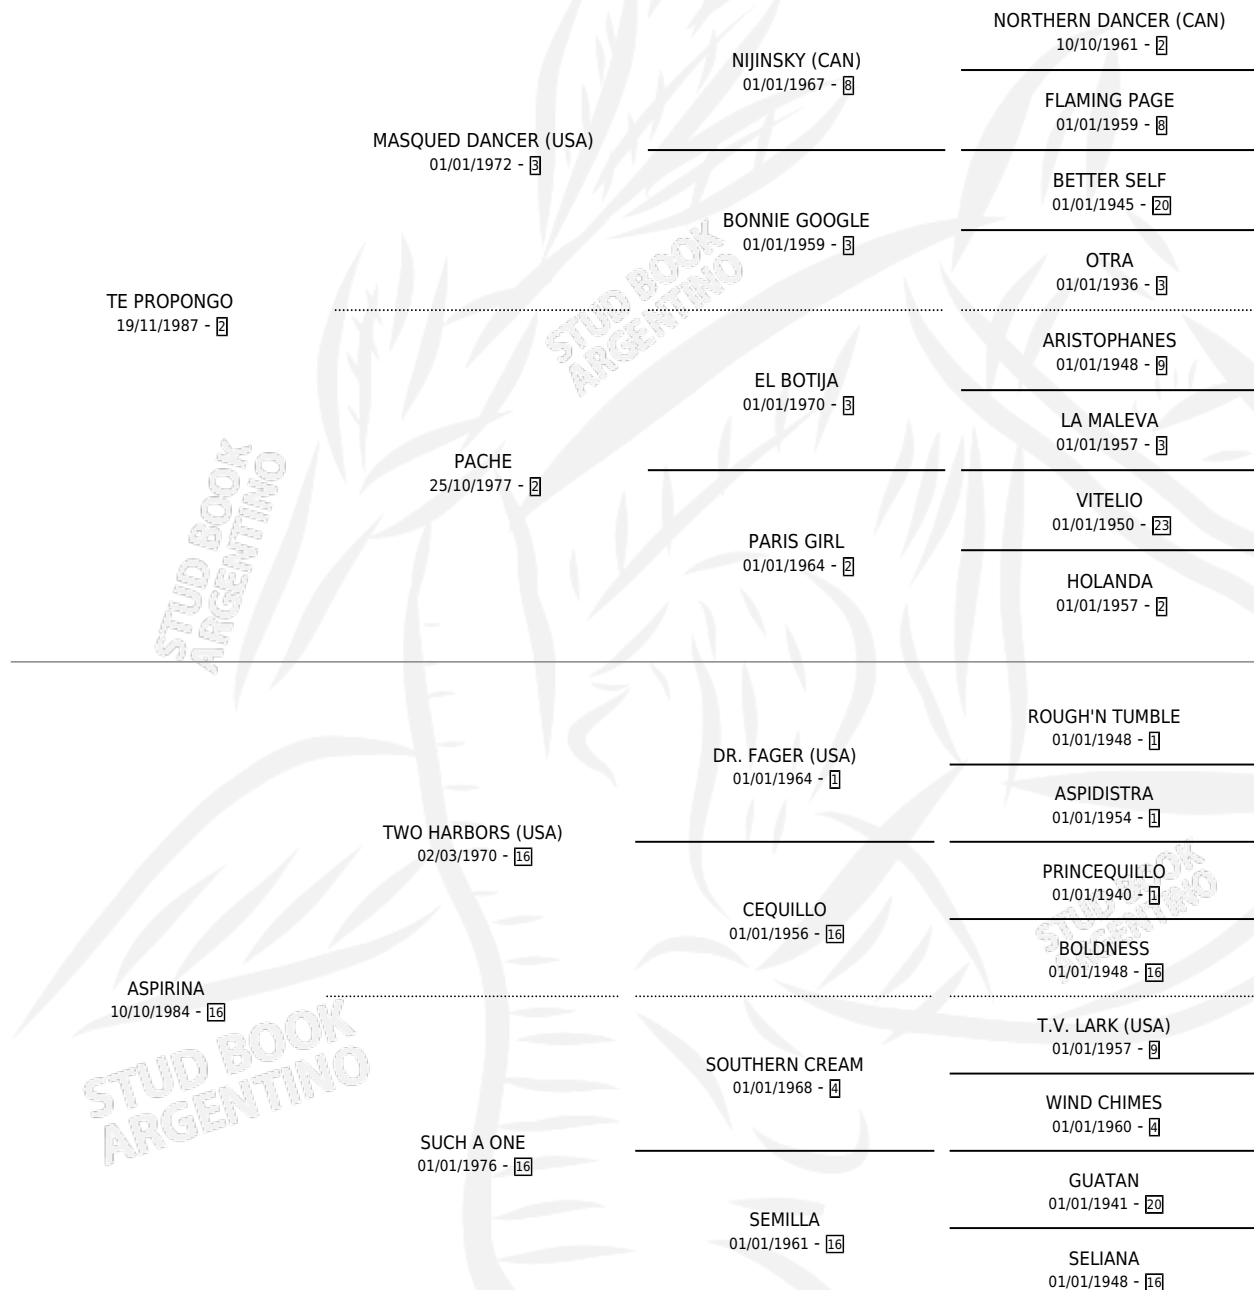 NORTHERN DANCER (CAN)
10/10/1961 - 2
NIJINSKY (CAN)
01/01/1967 - 8
FLAMING PAGE
01/01/1959 - 8
MASQUED DANCER (USA)
01/01/1972 - 3
BETTER SELF
01/01/1945 - 20
BONNIE GOOGLE
01/01/1959 - 3
OTRA
01/01/1936 - 3
TE PROPONGO
19/11/1987 - 2
ARISTOPHANES
01/01/1948 - 9
EL BOTIJA
01/01/1970 - 3
LA MALEVA
01/01/1957 - 3
PACHE
25/10/1977 - 2
VITELIO
01/01/1950 - 23
PARIS GIRL
01/01/1964 - 2
HOLANDA
01/01/1957 - 2
ROUGH'N TUMBLE
01/01/1948 - 1
DR. FAGER (USA)
01/01/1964 - 1
ASPIDISTRA
01/01/1954 - 1
TWO HARBORS (USA)
02/03/1970 - 16
PRINCEQUILLO
01/01/1940 - 1
CEQUILLO
01/01/1956 - 16
BOLDNESS
01/01/1948 - 16
ASPIRINA
10/10/1984 - 16
T.V. LARK (USA)
01/01/1957 - 9
SOUTHERN CREAM
01/01/1968 - 4
WIND CHIMES
01/01/1960 - 4
SUCH A ONE
01/01/1976 - 16
GUATAN
01/01/1941 - 20
SEMILLA
01/01/1961 - 16
SELIANA
01/01/1948 - 16
STUD BOOK
ARGENTINO
STUD BOOK
ARGENTINO
STUD BOOK
ARGENTINO
STUD BOOK
ARGENTINO